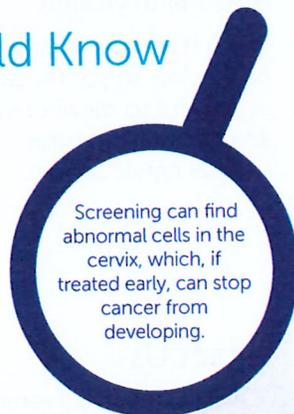 ld Know
Screening can find
abnormal cells in the
cervix, which, if
treated early, can stop
cancer from
developing.